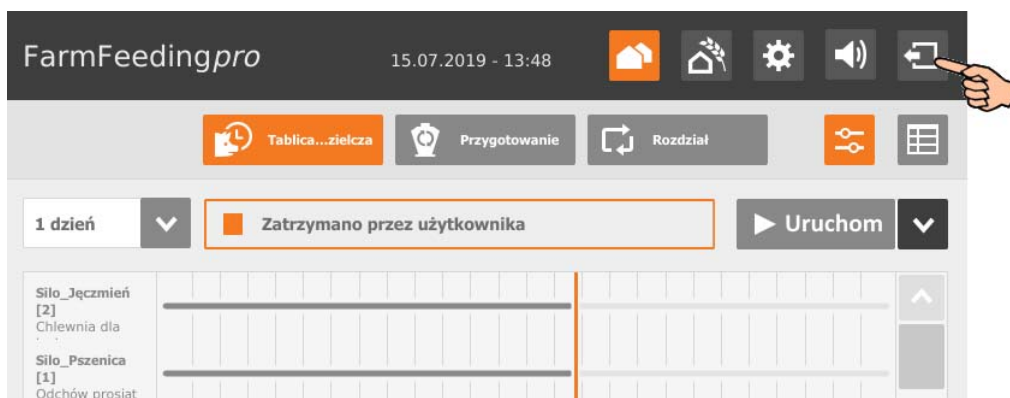 FarmFeedingpro 15.07.2019 - 13:48
Tablica...zielcza Przygotowanie Rozdział
1 dzień Zatrzymano przez użytkownika Uruchom
Silo_Jęczmień
[2]
Chlewnia dla
Silo_Pszenica
[1]
Odchów prosiąt